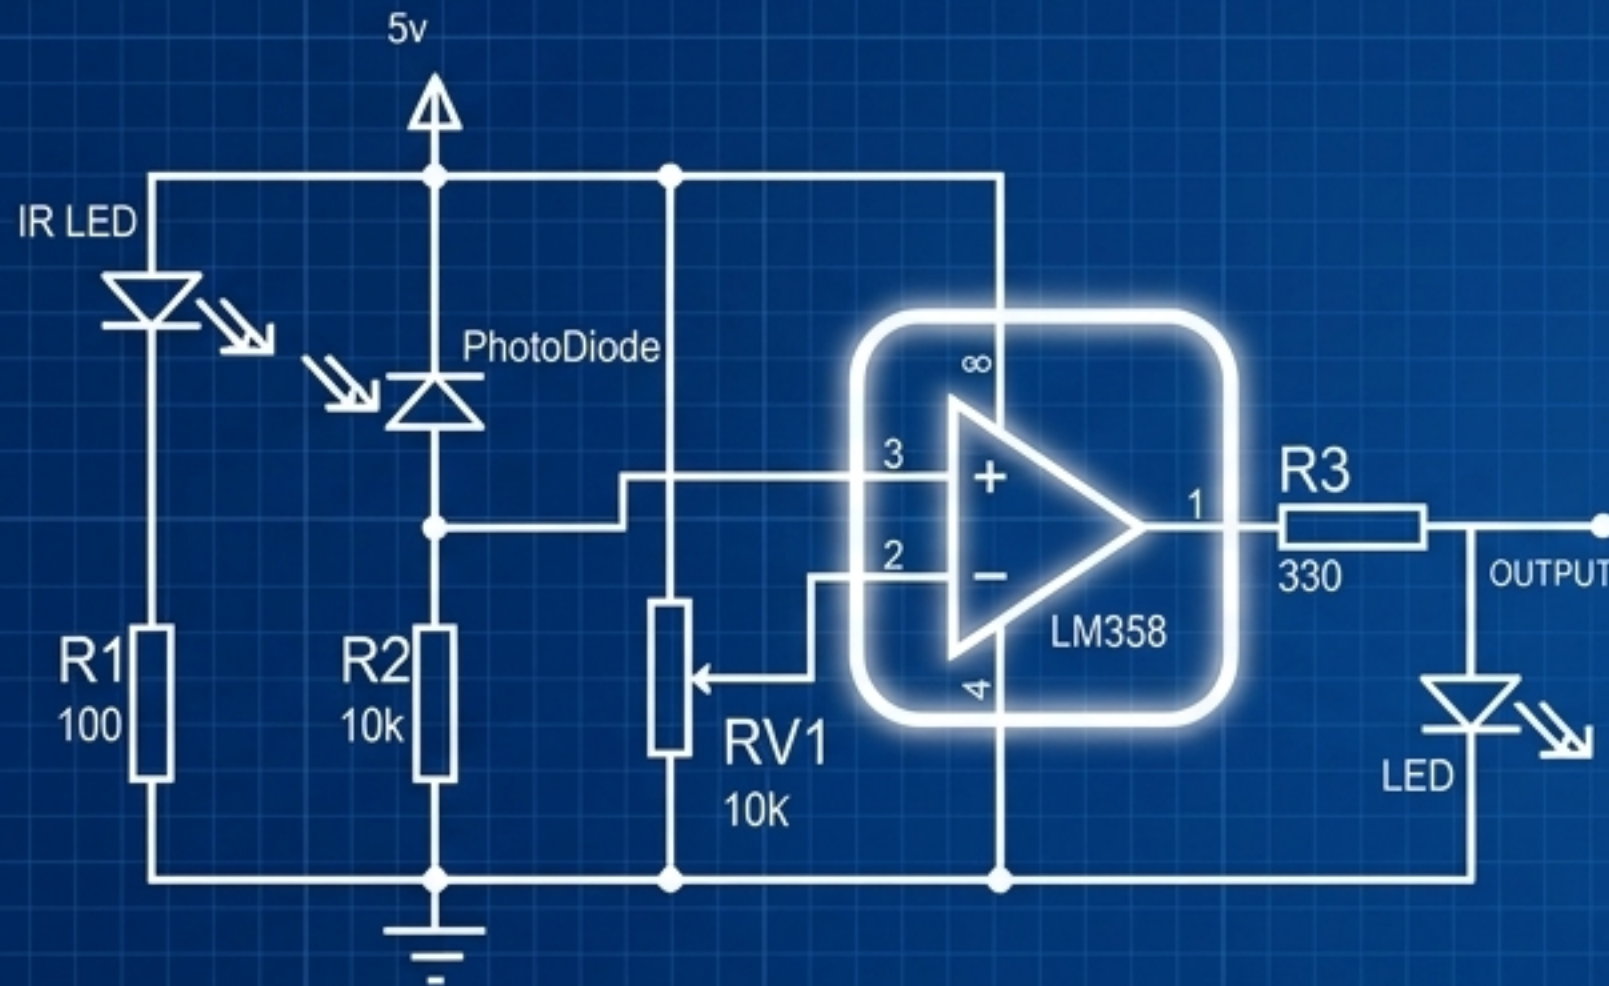 5v
IR LED
PhotoDiode
8
3
+
1
R3
2
−
330
OUTPUT
LM358
R1
100
R2
10k
4
RV1
10K
LED